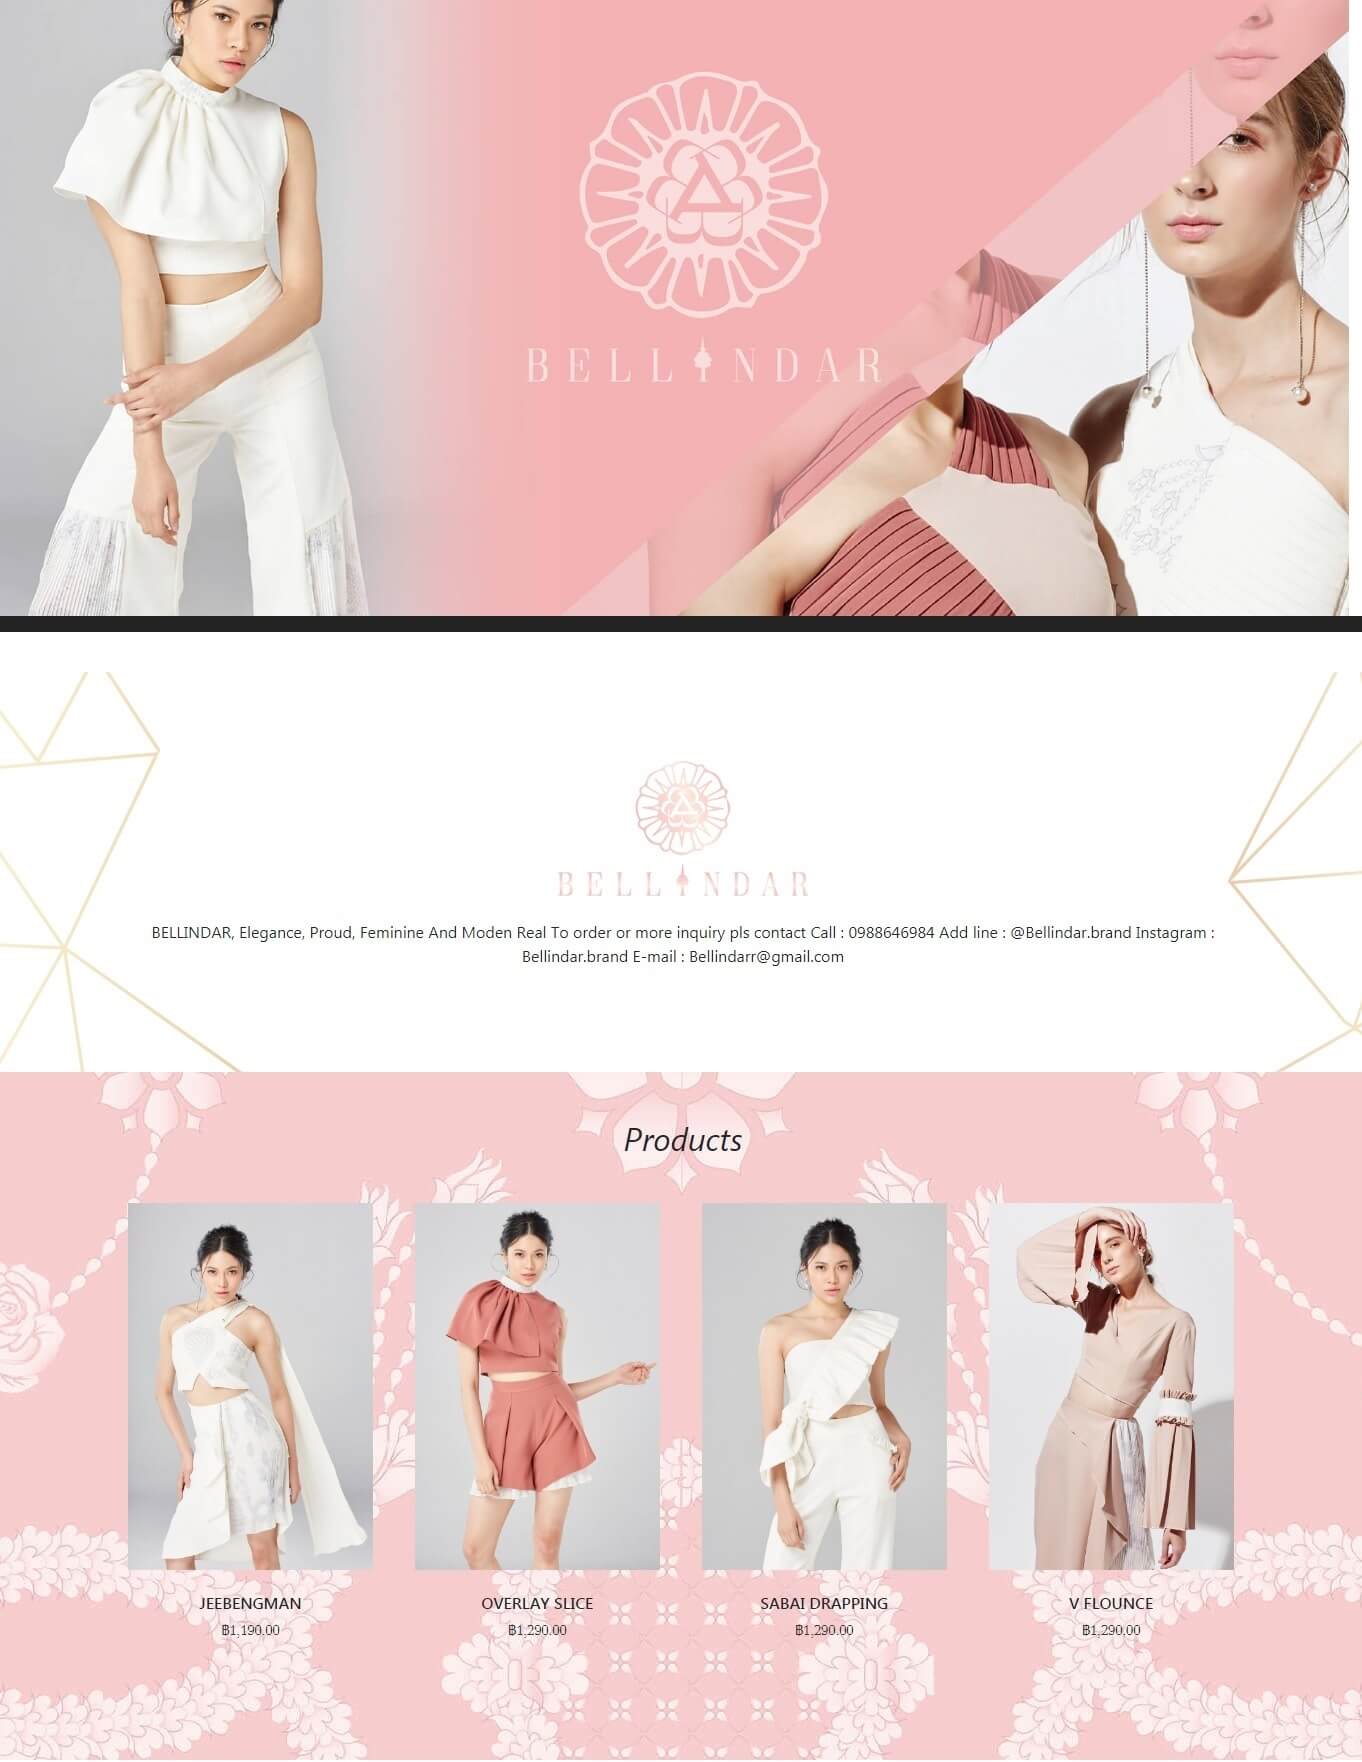 BELLINDAR
BELLINDAR
BELLINDAR, Elegance, Proud, Feminine And Moden Real To order or more inquiry pls contact Call : 0988646984 Add line : @Bellindar.brand Instagram :
Bellindar.brand E-mail : Bellindarr@gmail.com
Products
JEEBENGMAN OVERLAY SLICE SABAI DRAPPING V FLOUNCE
฿1,190.00 ฿1,290.00 ฿1,290.00 ฿1,290.00